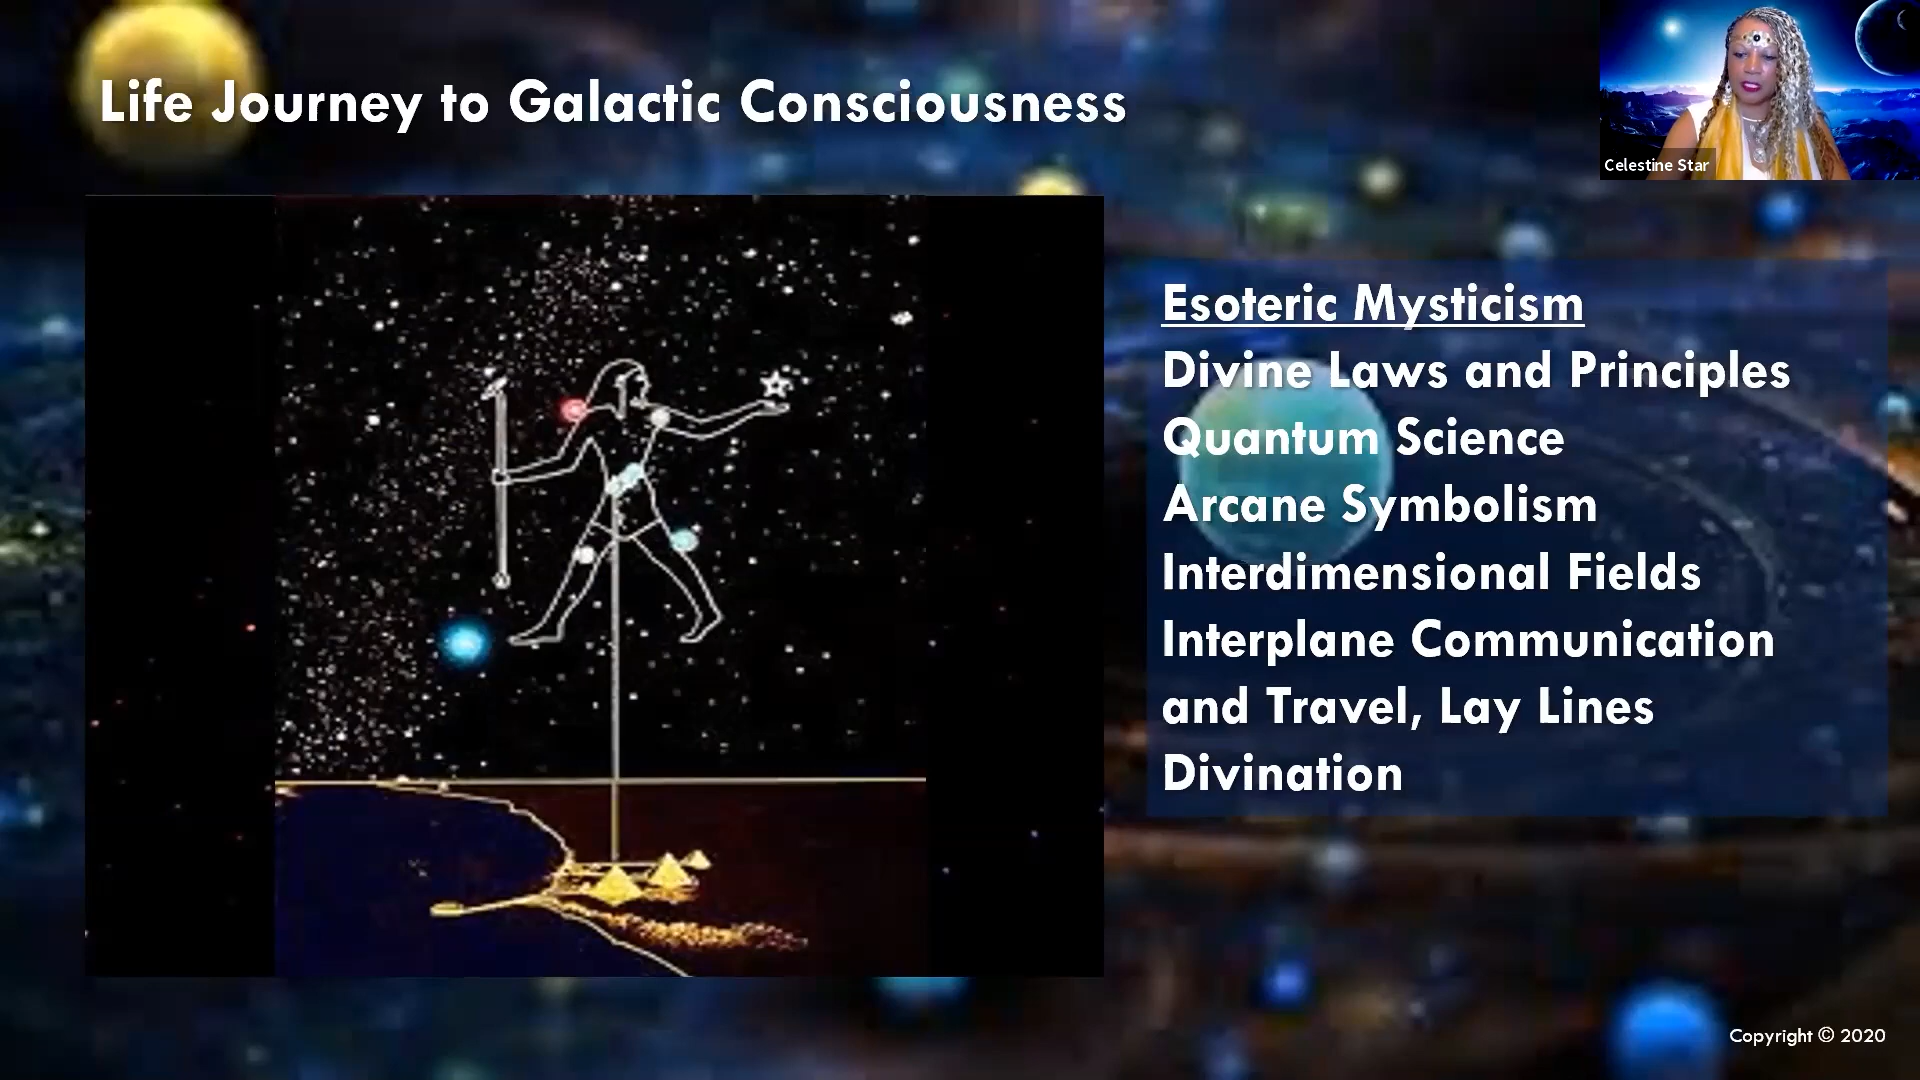 Life Journey to Galactic Consciousness
Celestine Star
Esoteric Mysticism
Divine Laws and Principles
Quantum Science
Arcane Symbolism
Interdimensional Fields
Interplane Communication
and Travel, Lay Lines
Divination
Copyright © 2020